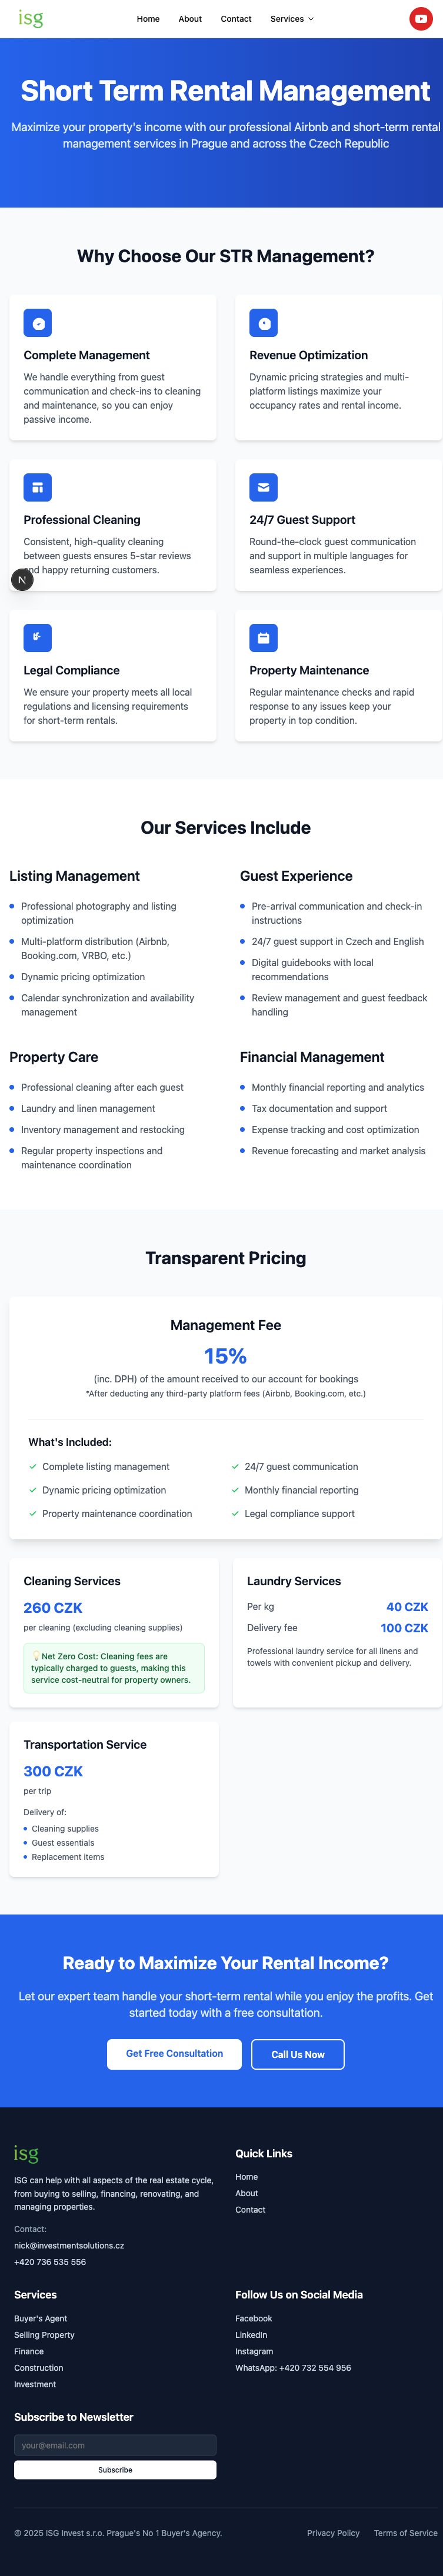 isg
Home About Contact Services
Short Term Rental Management
Maximize your property's income with our professional Airbnb and short-term rental
management services in Prague and across the Czech Republic
Why Choose Our STR Management?
Complete Management
We handle everything from guest
communication and check-ins to cleaning
and maintenance, so you can enjoy
passive income.
Revenue Optimization
Dynamic pricing strategies and multi-
platform listings maximize your
occupancy rates and rental income.
Professional Cleaning
Consistent, high-quality cleaning
between guests ensures 5-star reviews
and happy returning customers.
N
24/7 Guest Support
Round-the-clock guest communication
and support in multiple languages for
seamless experiences.
Legal Compliance
We ensure your property meets all local
regulations and licensing requirements
for short-term rentals.
Property Maintenance
Regular maintenance checks and rapid
response to any issues keep your
property in top condition.
Our Services Include
Listing Management
Professional photography and listing
optimization
Multi-platform distribution (Airbnb,
Booking.com, VRBO, etc.)
Dynamic pricing optimization
Calendar synchronization and availability
management
Guest Experience
Pre-arrival communication and check-in
instructions
24/7 guest support in Czech and English
Digital guidebooks with local
recommendations
Review management and guest feedback
handling
Property Care
Professional cleaning after each guest
Laundry and linen management
Inventory management and restocking
Regular property inspections and
maintenance coordination
Financial Management
Monthly financial reporting and analytics
Tax documentation and support
Expense tracking and cost optimization
Revenue forecasting and market analysis
Transparent Pricing
Management Fee
15%
(inc. DPH) of the amount received to our account for bookings
*After deducting any third-party platform fees (Airbnb, Booking.com, etc.)
What's Included:
Complete listing management
24/7 guest communication
Dynamic pricing optimization
Monthly financial reporting
Property maintenance coordination
Legal compliance support
Cleaning Services
260 CZK
per cleaning (excluding cleaning supplies)
💡Net Zero Cost: Cleaning fees are
typically charged to guests, making this
service cost-neutral for property owners.
Laundry Services
Per kg 40 CZK
Delivery fee 100 CZK
Professional laundry service for all linens and
towels with convenient pickup and delivery.
Transportation Service
300 CZK
per trip
Delivery of:
Cleaning supplies
Guest essentials
Replacement items
Ready to Maximize Your Rental Income?
Let our expert team handle your short-term rental while you enjoy the profits. Get
started today with a free consultation.
Get Free Consultation
Call Us Now
isg
ISG can help with all aspects of the real estate cycle,
from buying to selling, financing, renovating, and
managing properties.
Contact:
nick@investmentsolutions.cz
+420 736 535 556
Quick Links
Home
About
Contact
Services
Buyer's Agent
Selling Property
Finance
Construction
Investment
Follow Us on Social Media
Facebook
LinkedIn
Instagram
WhatsApp: +420 732 554 956
Subscribe to Newsletter
your@email.com
Subscribe
© 2025 ISG Invest s.r.o. Prague's No 1 Buyer's Agency.
Privacy Policy Terms of Service